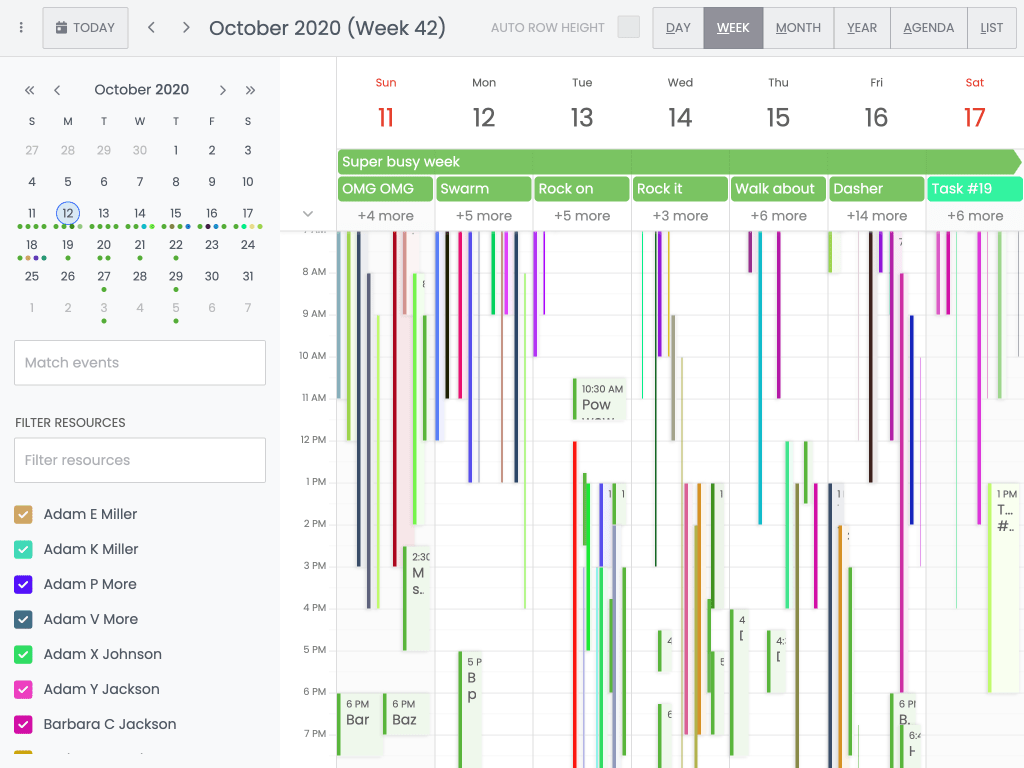 TODAY
October 2020 (Week 42)
AUTO ROW HEIGHT
DAY WEEK MONTH YEAR AGENDA LIST
October 2020
S M T W T F S
27 28 29 30 1 2 3
4 5 6 7 8 9 10
11 12 13 14 15 16 17
18 19 20 21 22 23 24
25 26 27 28 29 30 31
1 2 3 4 5 6 7
Match events
FILTER RESOURCES
Filter resources
Adam E Miller
Adam K Miller
Adam P More
Adam V More
Adam X Johnson
Adam Y Jackson
Barbara C Jackson
Sun Mon Tue Wed Thu Fri Sat
11 12 13 14 15 16 17
Super busy week
OMG OMG Swarm Rock on Rock it Walk about Dasher Task #19
+4 more +5 more +5 more +3 more +6 more +14 more +6 more
8 AM
9 AM
10 AM
10:30 AM
Pow
11 AM
12 PM
1 PM
1 PM
T...
#..
2 PM
2:30
M
s..
3 PM
4 PM
5 PM
5 P
B
p
6 PM
6 PM
Bar
6 PM
Baz
B.
7 PM